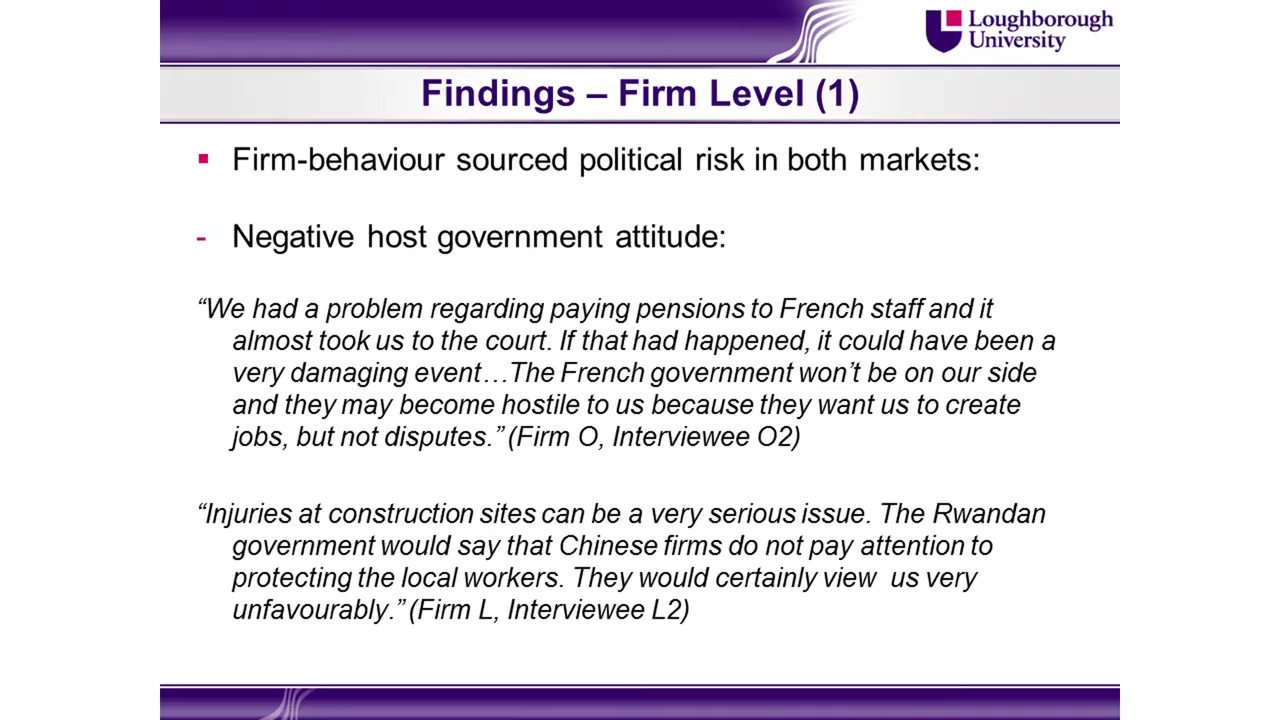 Loughborough
University
Findings – Firm Level (1)
▪ Firm-behaviour sourced political risk in both markets:
- Negative host government attitude:
“We had a problem regarding paying pensions to French staff and it
almost took us to the court. If that had happened, it could have been a
very damaging event…The French government won’t be on our side
and they may become hostile to us because they want us to create
jobs, but not disputes.” (Firm O, Interviewee O2)
“Injuries at construction sites can be a very serious issue. The Rwandan
government would say that Chinese firms do not pay attention to
protecting the local workers. They would certainly view us very
unfavourably.” (Firm L, Interviewee L2)